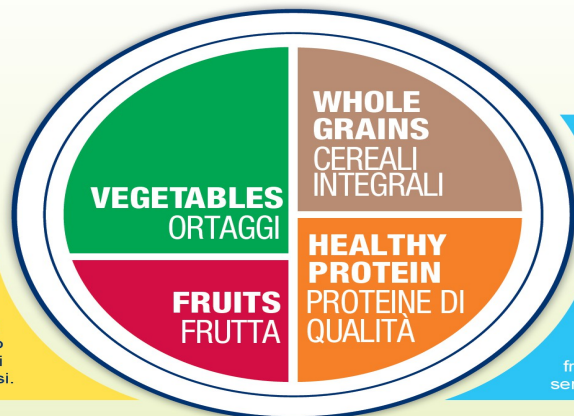 WHOLE
GRAINS
CEREALI
INTEGRALI
VEGETABLES
ORTAGGI
HEALTHY
PROTEIN
PROTEINE DI
QUALITÀ
FRUITS
FRUTTA